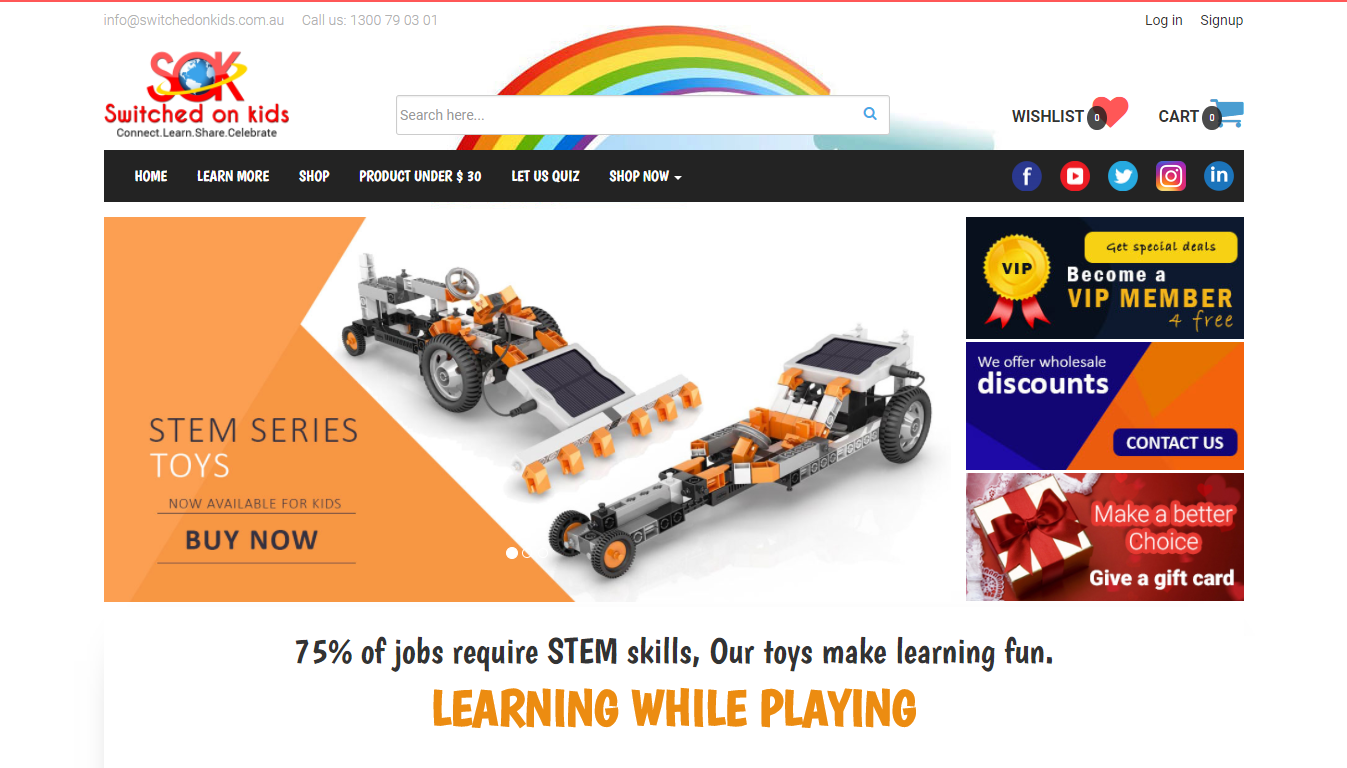 info@switchedonkids.com.au Call us: 1300 79 03 01
Log in Signup
SOK
Switched on kids
Connect.Learn.Share.Celebrate
Search here...
WISHLIST 0
CART 0
HOME LEARN MORE SHOP PRODUCT UNDER $ 30 LET US QUIZ SHOP NOW
STEM SERIES
TOYS
NOW AVAILABLE FOR KIDS
BUY NOW
VIP
Get special deals
Become a
VIP MEMBER
4 free
We offer wholesale
discounts
CONTACT US
Make a better
Choice
Give a gift card
75% of jobs require STEM skills, Our toys make learning fun.
LEARNING WHILE PLAYING